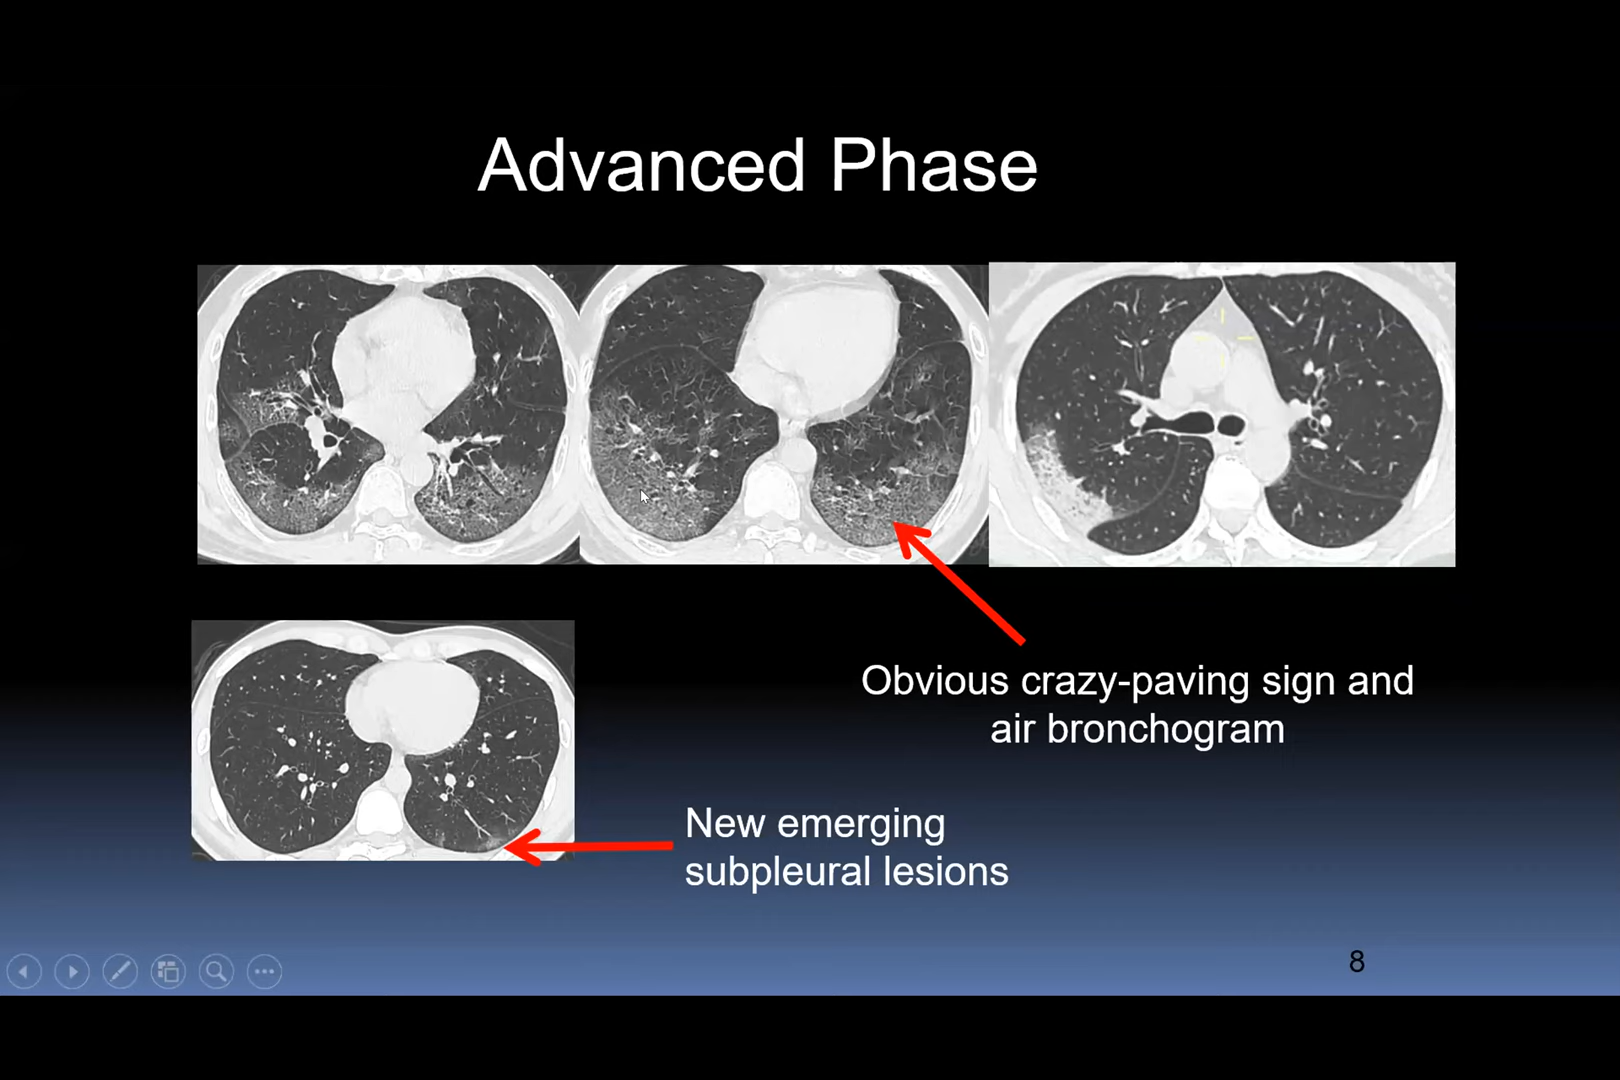 Advanced Phase
Obvious crazy-paving sign and
air bronchogram
New emerging
subpleural lesions
8